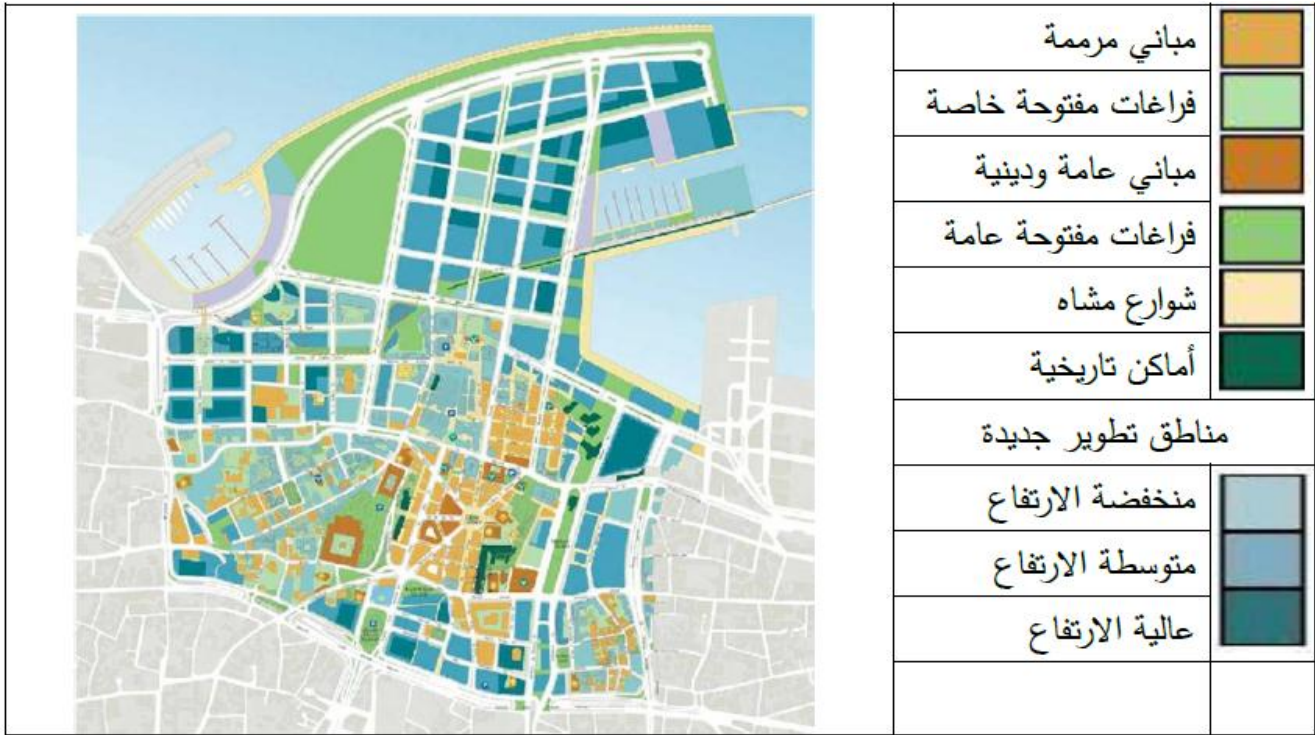 مباني مرممة
فراغات مفتوحة خاصة
مباني عامة ودينية
فراغات مفتوحة عامة
شوارع مشاه
أماكن تاريخية
مناطق تطوير جديدة
منخفضة الارتفاع
متوسطة الارتفاع
عالية الارتفاع